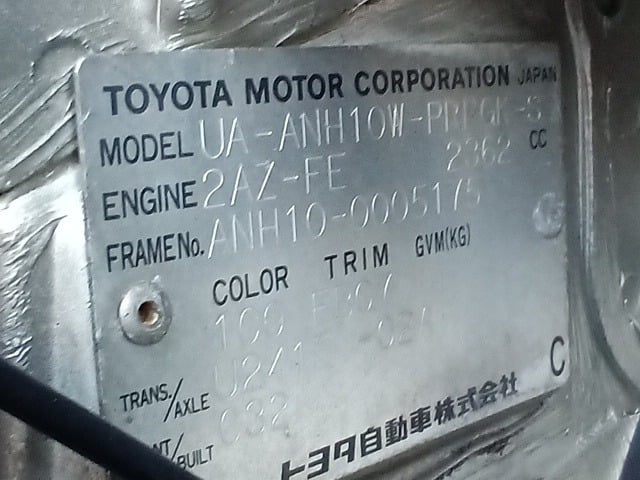 TOYOTA MOTOR CORPORATION JAPAN
MODEL UA-ANH10W-PRPGK-S
ENGINE 2AZ-FE 2362 CC
FRAME No. ANH10-0005175
COLOR TRIM GVM(KG)
1C0
TRANS./AXLE U241
/BUILT C32
トヨタ自動車株式会社 C